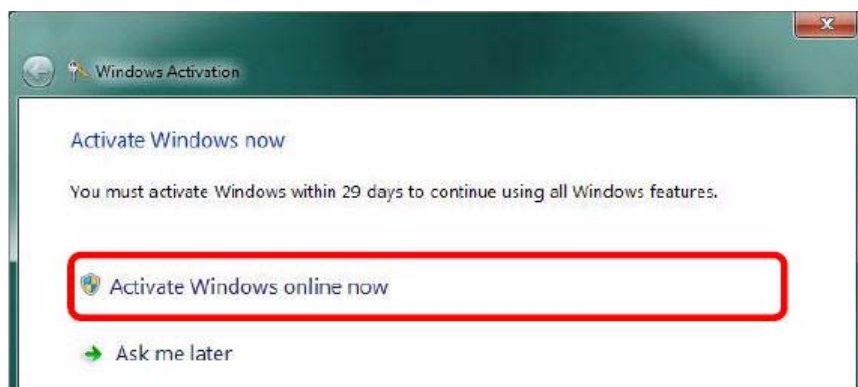 Windows Activation
Activate Windows now
You must activate Windows within 29 days to continue using all Windows features.
Activate Windows online now
Ask me later